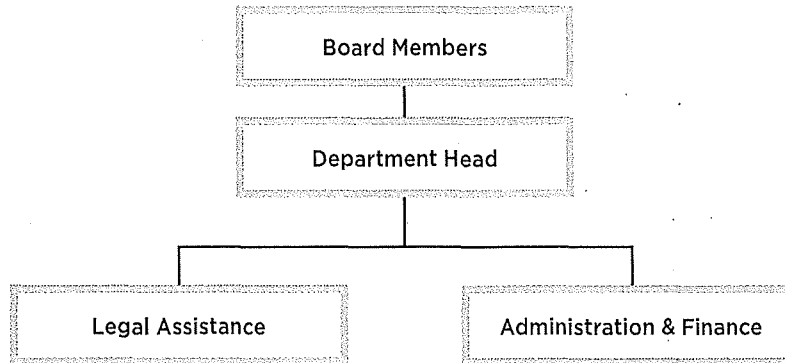 Board Members
Department Head
Legal Assistance
Administration & Finance